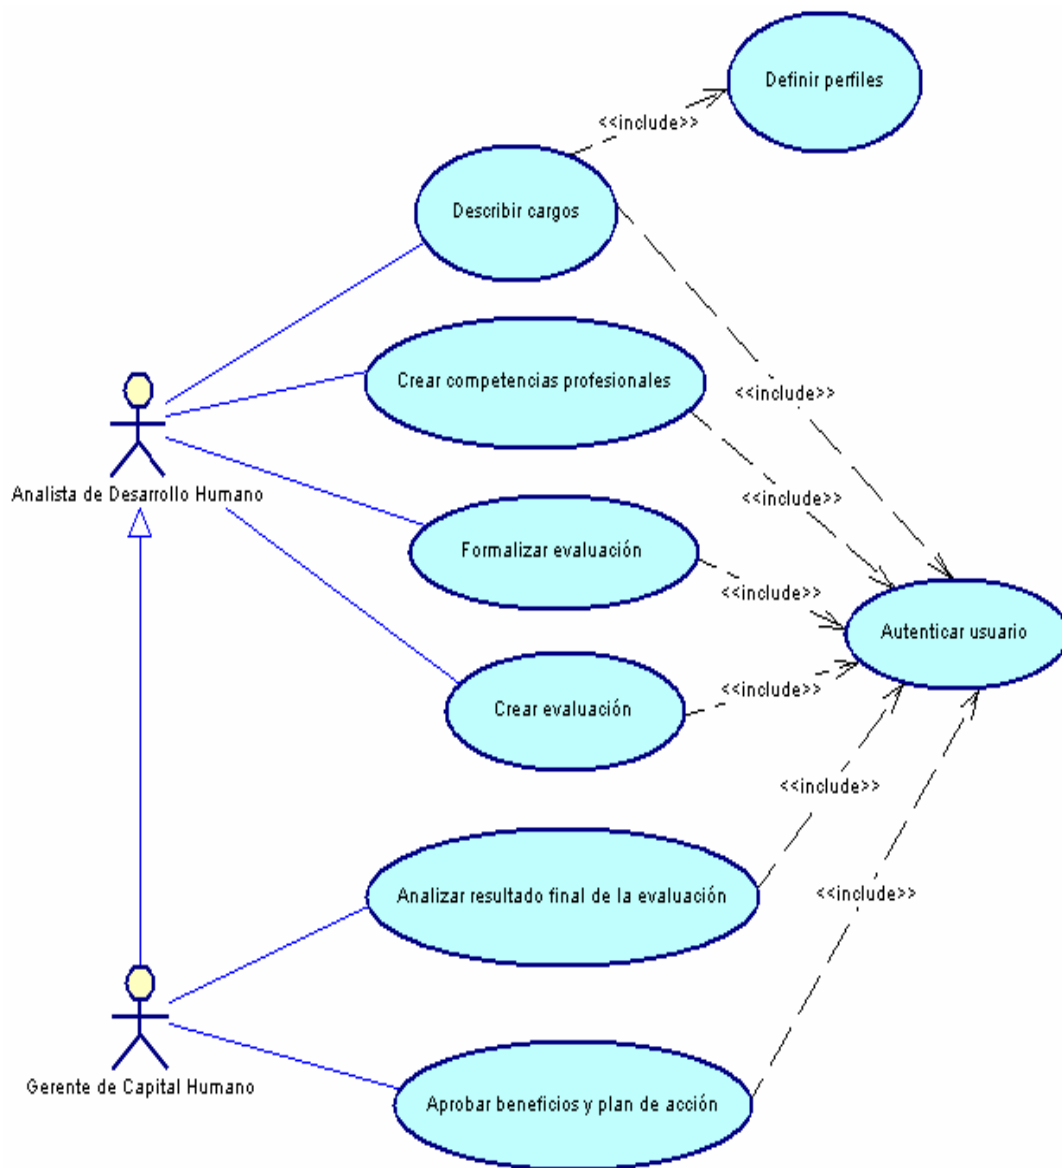 Definir perfiles
<<include>>
Describir cargos
Crear competencias profesionales
<<include>>
Analista de Desarrollo Humano
<<include>>
Formalizar evaluación
<<include>>
Autenticar usuario
<<include>>
Crear evaluación
<<include>>
Analizar resultado final de la evaluación
<<include>>
Gerente de Capital Humano
Aprobar beneficios y plan de acción